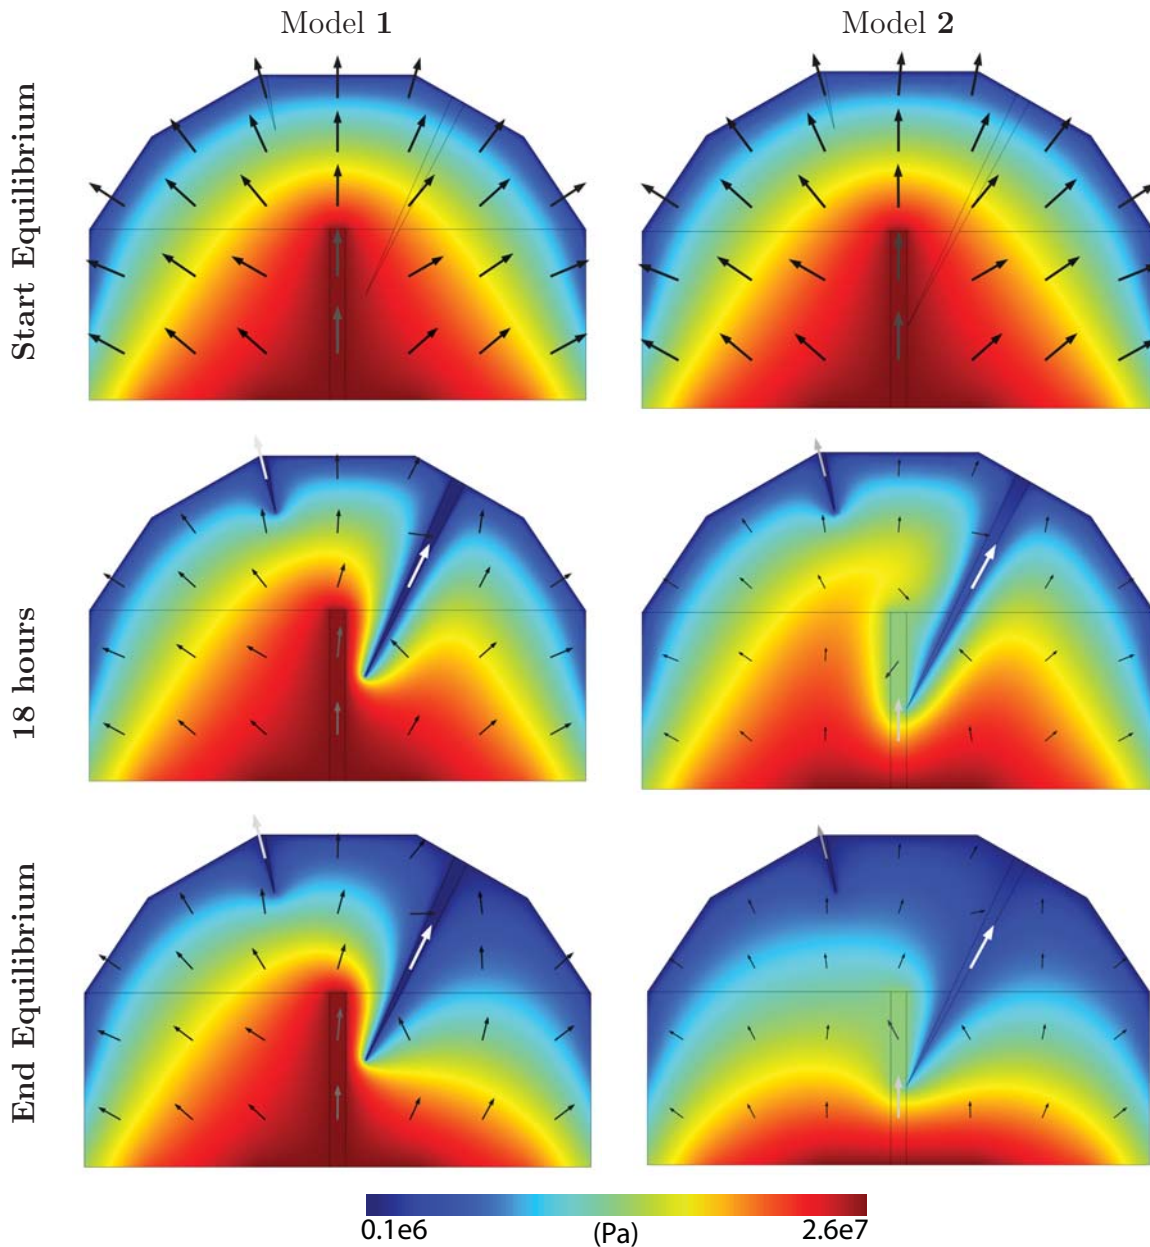 Model 1
Model 2
Start Equilibrium
18 hours
End Equilibrium
0.1e6
(Pa)
2.6e7